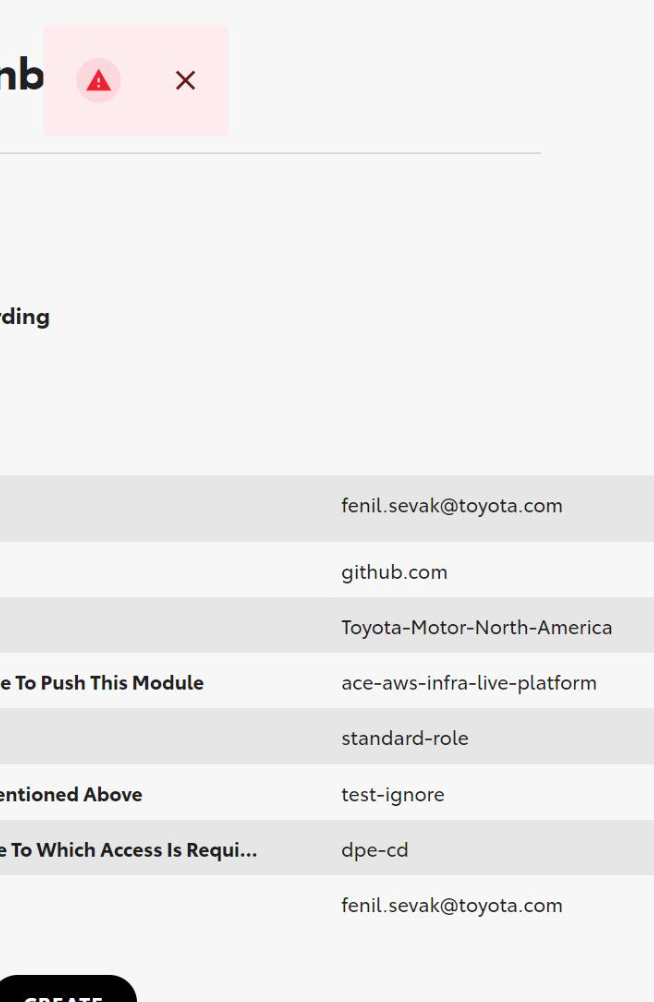 nb
rding
fenil.sevak@toyota.com
github.com
Toyota-Motor-North-America
e To Push This Module ace-aws-infra-live-platform
standard-role
entioned Above test-ignore
e To Which Access Is Requi... dpe-cd
fenil.sevak@toyota.com
CREATE